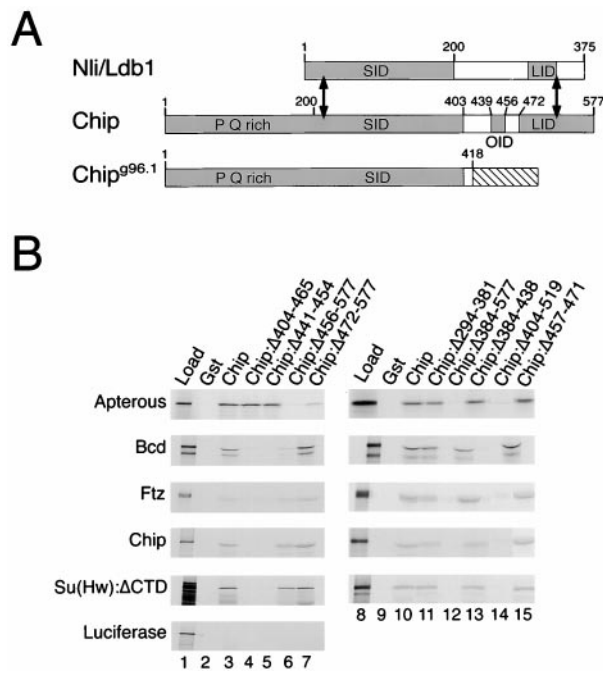 A
1 200 375
Nli/Ldb1 SID LID
200 403 439 456 472 577
Chip P Q rich SID LID
OID
418
Chipg96.1 P Q rich SID
B
Load Gst Chip Chip:Δ404-465 Chip:Δ441-454 Chip:Δ456-577 Chip:Δ472-577 Load Gst Chip Chip:Δ294-381 Chip:Δ384-577 Chip:Δ384-438 Chip:Δ404-519 Chip:Δ457-471
Apterous
Bcd
Ftz
Chip
Su(Hw):ΔCTD
8 9 10 11 12 13 14 15
Luciferase
1 2 3 4 5 6 7